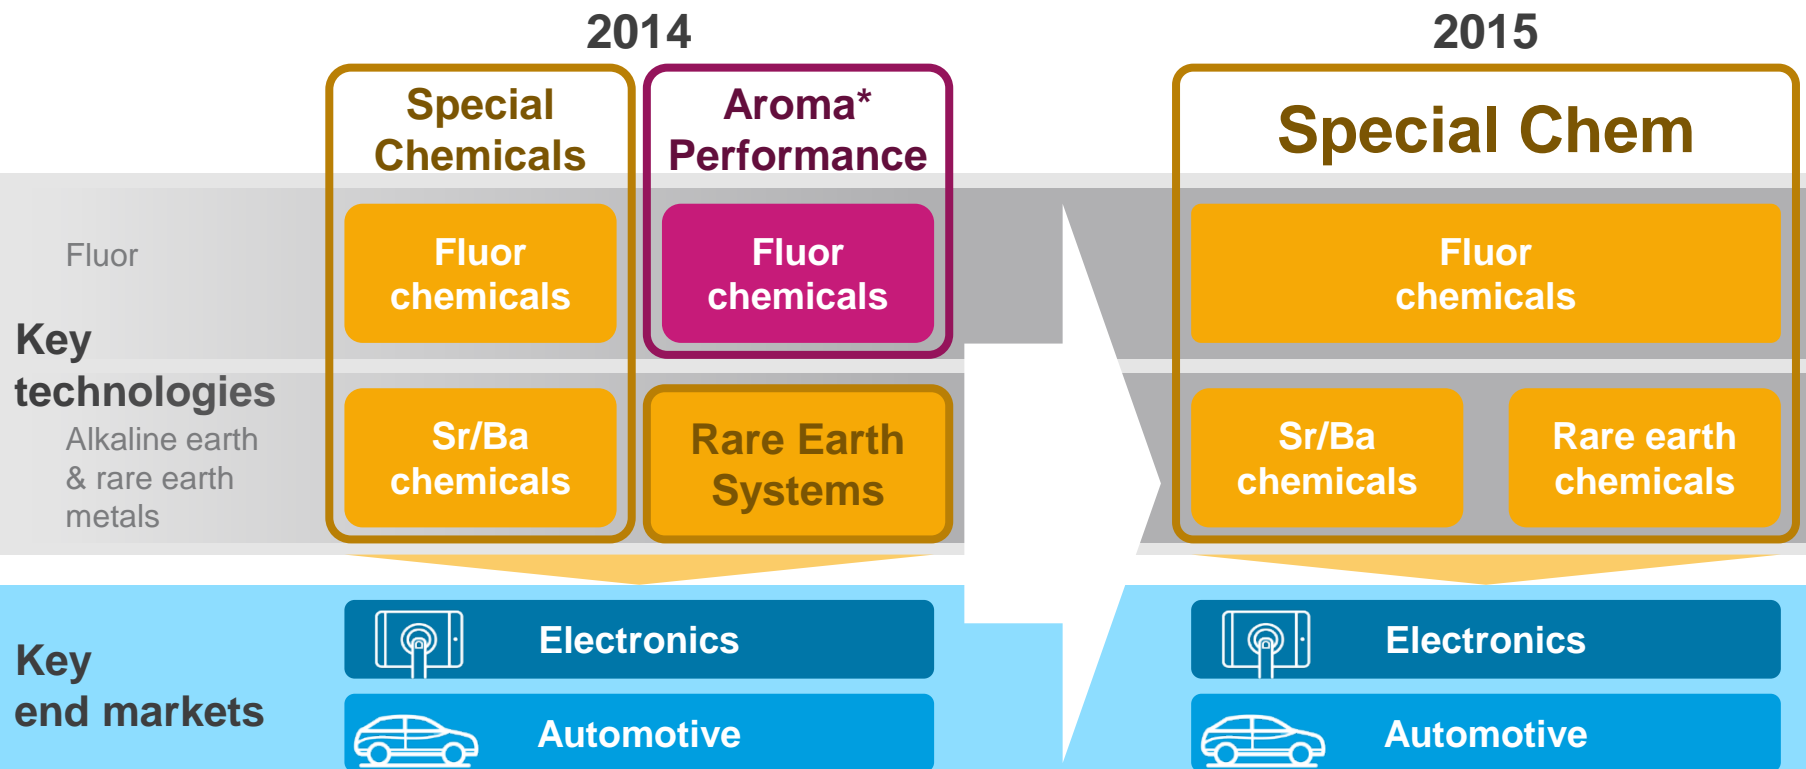 2014
2015
Special
Chemicals
Aroma*
Performance
Special Chem
Fluor
Fluor
chemicals
Fluor
chemicals
Fluor
chemicals
Key
technologies
Alkaline earth
& rare earth
metals
Sr/Ba
chemicals
Rare Earth
Systems
Sr/Ba
chemicals
Rare earth
chemicals
Key
end markets
Electronics
Automotive
Electronics
Automotive